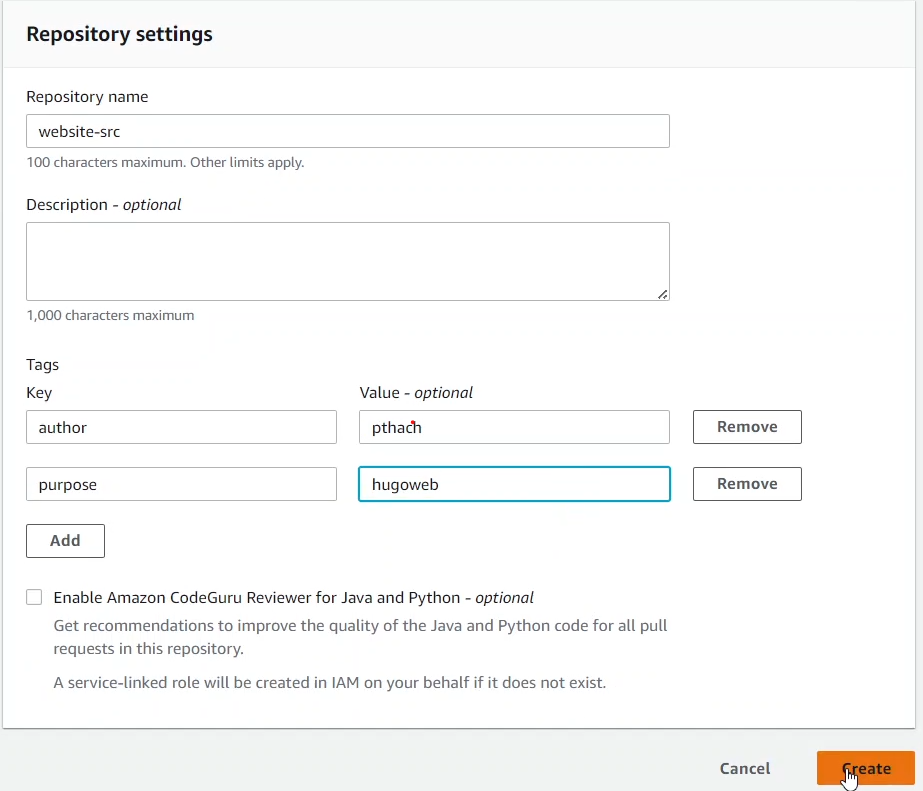 Repository settings
Repository name
website-src
100 characters maximum. Other limits apply.
Description - optional
1,000 characters maximum
Tags
Key Value - optional
author pthach Remove
purpose hugoweb Remove
Add
Enable Amazon CodeGuru Reviewer for Java and Python - optional
Get recommendations to improve the quality of the Java and Python code for all pull
requests in this repository.
A service-linked role will be created in IAM on your behalf if it does not exist.
Cancel Create